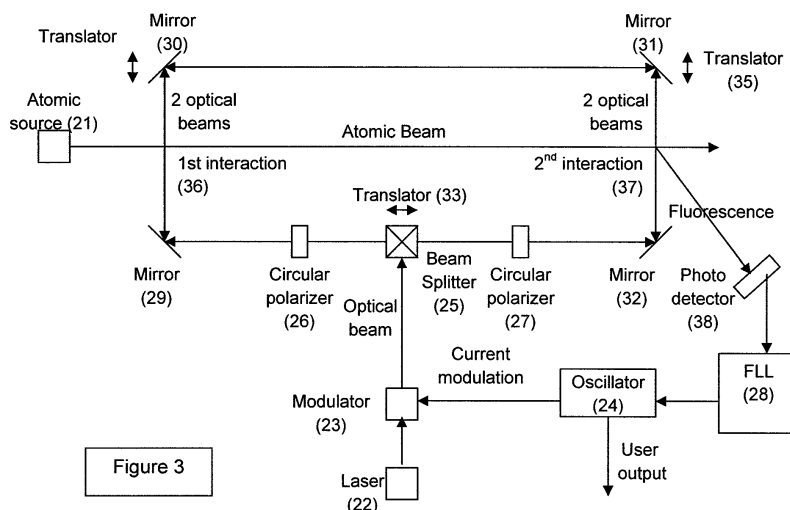 Mirror
(30)
Translator
Mirror
(31)
Translator
(35)
Atomic
source (21)
2 optical
beams
Atomic Beam
2 optical
beams
1st interaction
(36)
2nd interaction
(37)
Translator (33)
Fluorescence
Mirror
(29)
Circular
polarizer
(26)
Beam
Splitter
(25)
Circular
polarizer
(27)
Mirror
(32)
Photo
detector
(38)
Optical
beam
Current
modulation
Modulator
(23)
Oscillator
(24)
FLL
(28)
User
output
Laser
(22)
Figure 3